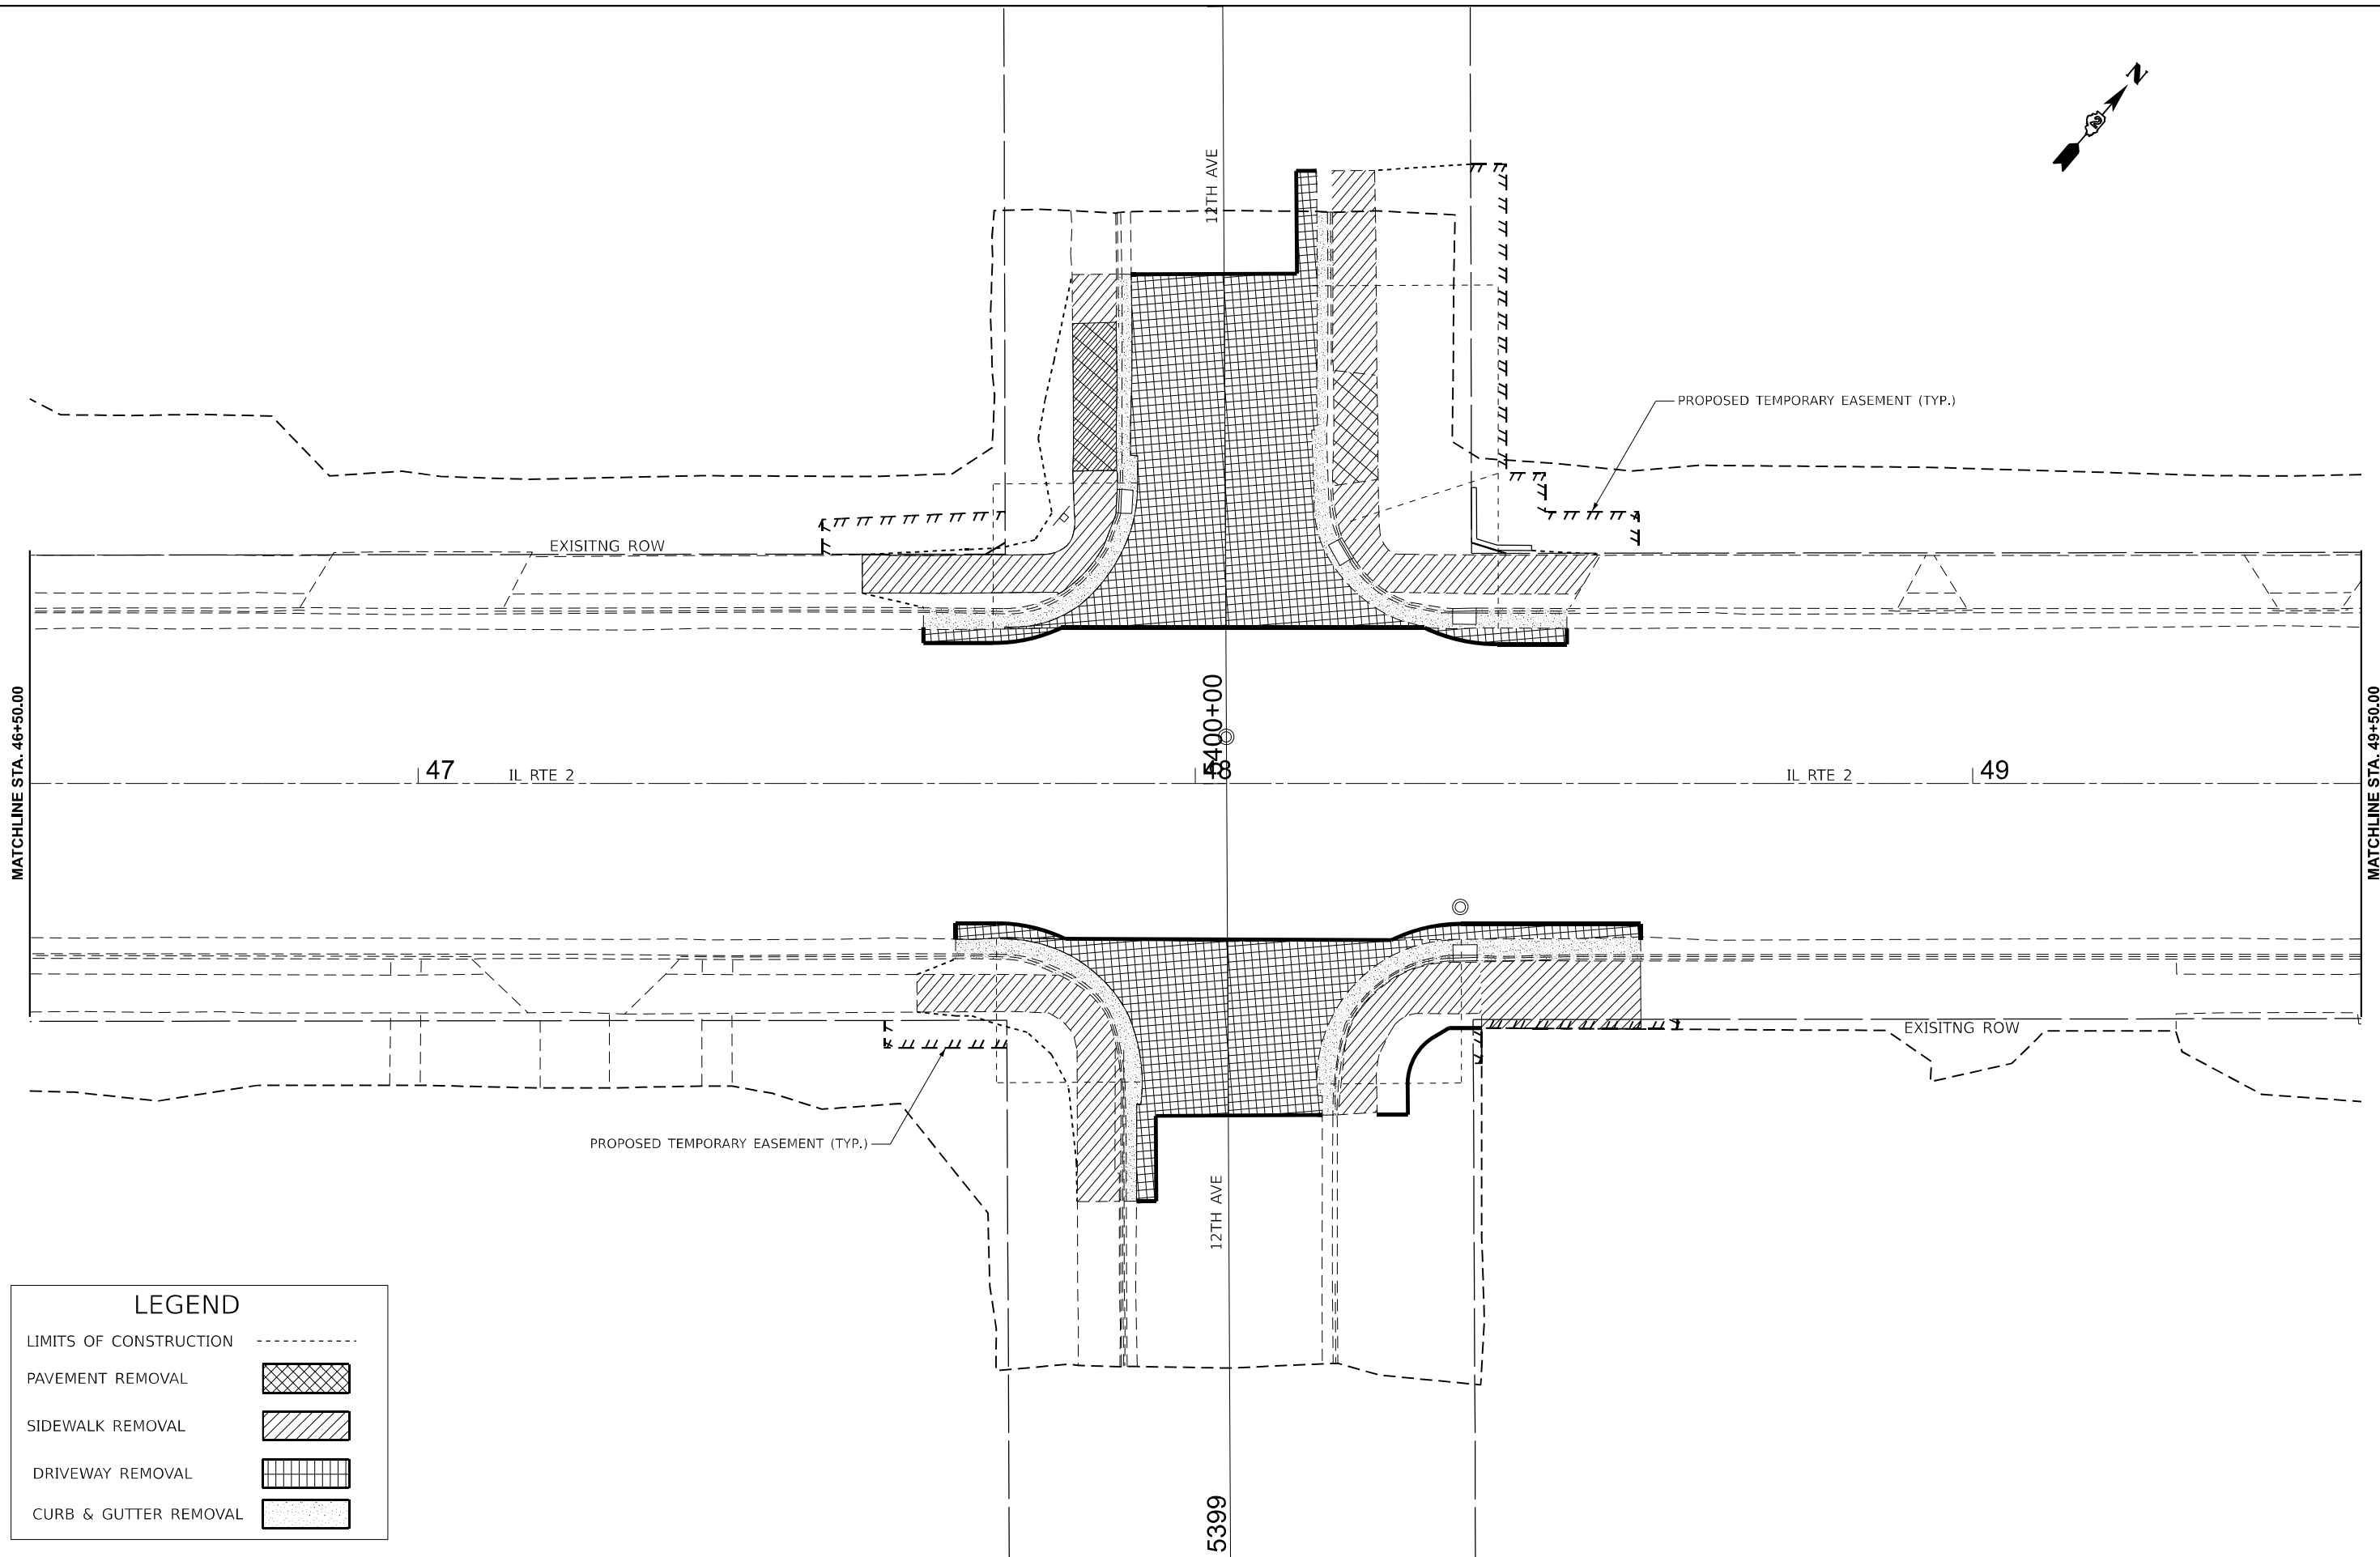 N
2
12TH AVE
PROPOSED TEMPORARY EASEMENT (TYP.)
EXISITNG ROW
MATCHLINE STA. 46+50.00
47
IL RTE 2
5400+00
48
IL RTE 2
49
MATCHLINE STA. 49+50.00
EXISITNG ROW
PROPOSED TEMPORARY EASEMENT (TYP.)
12TH AVE
5399
LEGEND
LIMITS OF CONSTRUCTION
PAVEMENT REMOVAL
SIDEWALK REMOVAL
DRIVEWAY REMOVAL
CURB & GUTTER REMOVAL